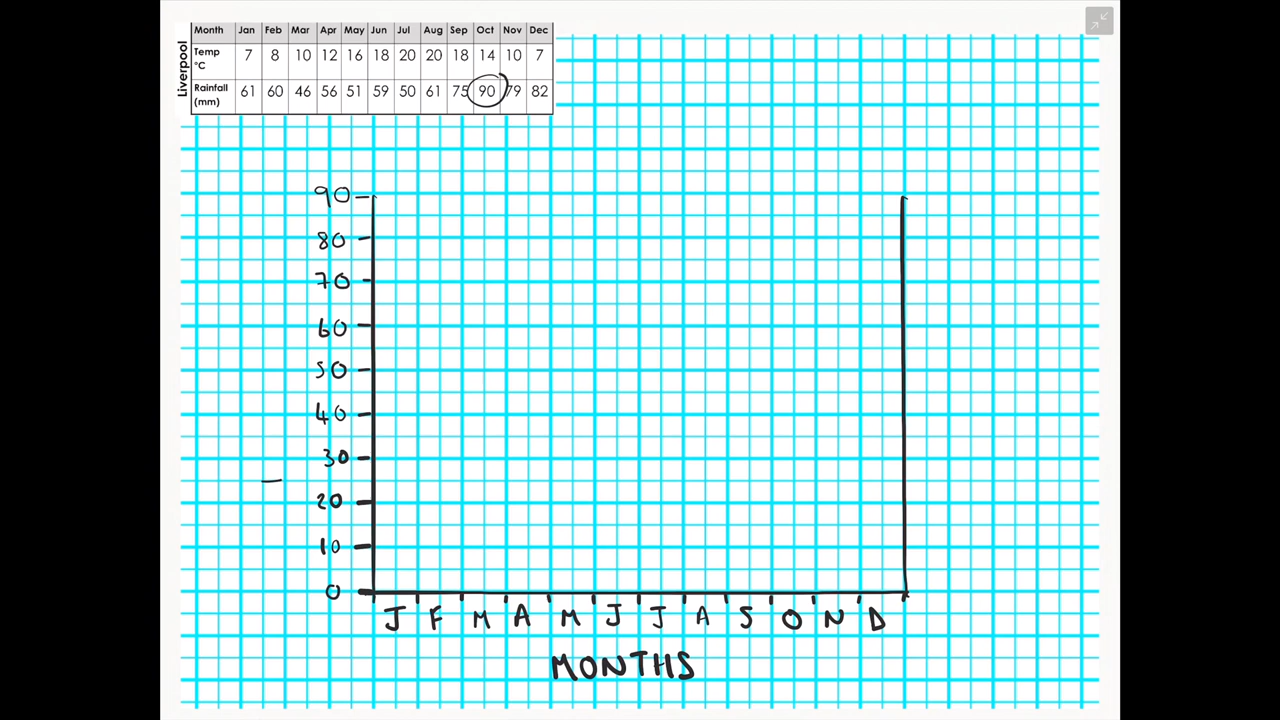 Liverpool
Month Jan Feb Mar Apr May Jun Jul Aug Sep Oct Nov Dec
Temp °C 7 8 10 12 16 18 20 20 18 14 10 7
Rainfall (mm) 61 60 46 56 51 59 50 61 75 90 79 82
90
80
70
60
50
40
30
20
10
0
J F M A M J J A S O N D
MONTHS